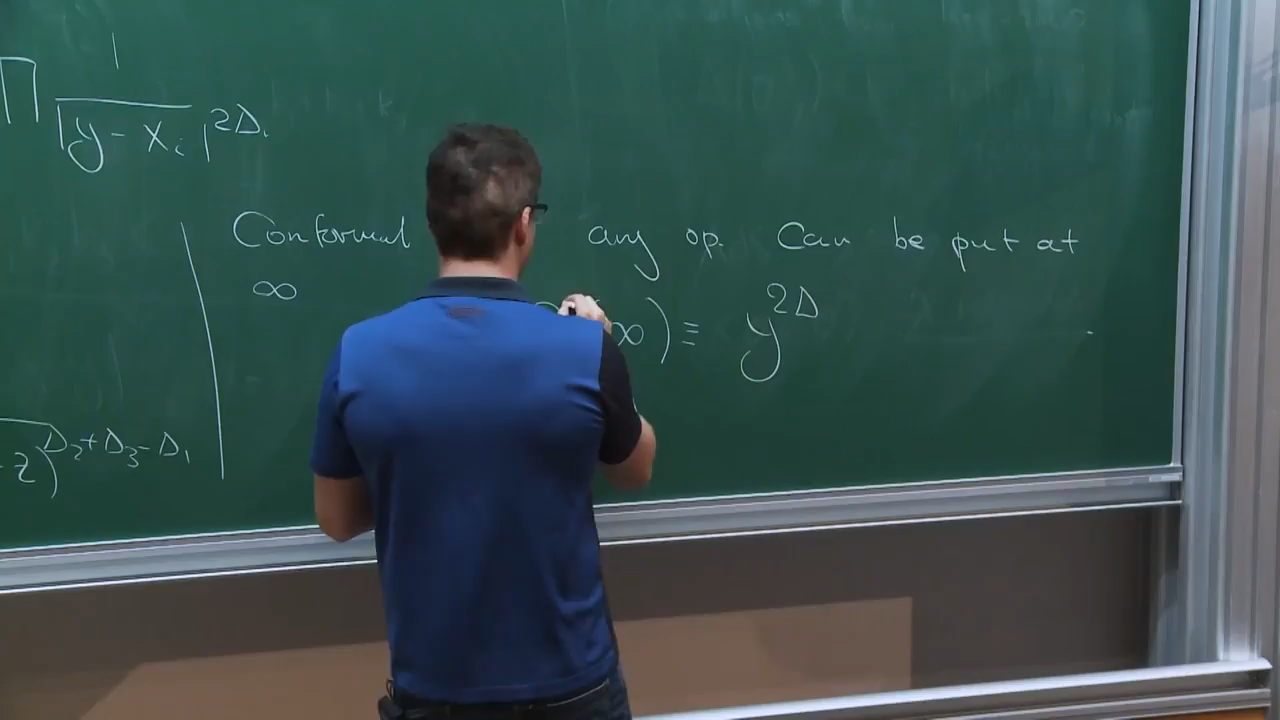 ∏ 1 / |y - x_i|^{2Δ_i}
Conformal any op. can be put at
∞
∞) ≡ y^{2Δ}
- z)^{Δ_2 + Δ_3 - Δ_1}